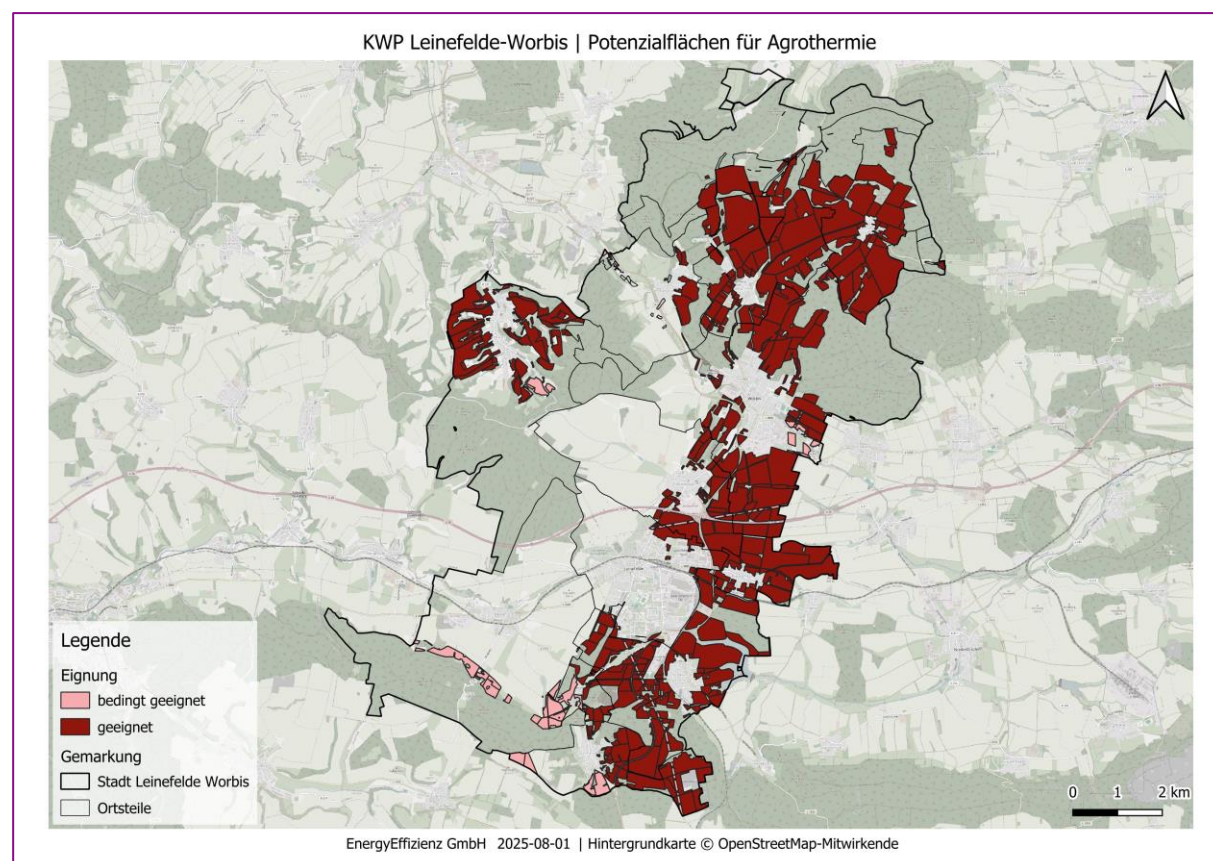 KWP Leinefelde-Worbis | Potenzialflächen für Agrothermie
Legende
Eignung
bedingt geeignet
geeignet
Gemarkung
Stadt Leinefelde Worbis
Ortsteile
0 1 2 km
EnergyEffizienz GmbH 2025-08-01 | Hintergrundkarte © OpenStreetMap-Mitwirkende